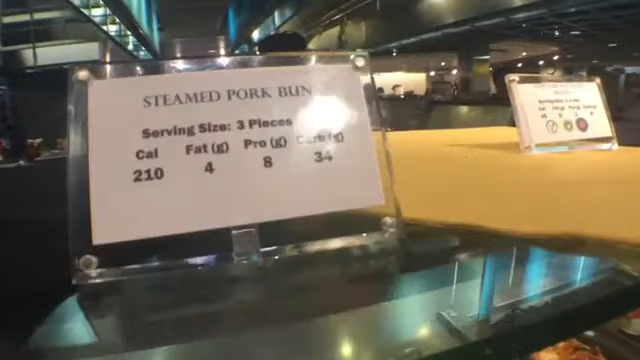 STEAMED PORK BUN
Serving Size: 3 Pieces
Cal Fat (g) Pro (g) Carb (g)
210 4 8 34